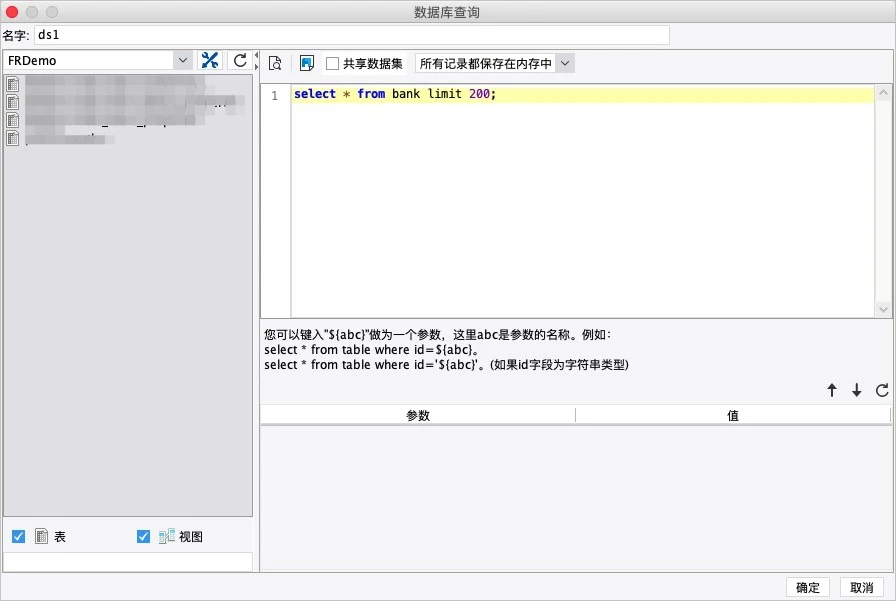 数据库查询
名字: ds1
FRDemo
共享数据集 所有记录都保存在内存中
1 select * from bank limit 200;
您可以键入"${abc}"做为一个参数，这里abc是参数的名称。例如：
select * from table where id=${abc}。
select * from table where id='${abc}'。(如果id字段为字符串类型)
参数 值
表 视图
确定 取消